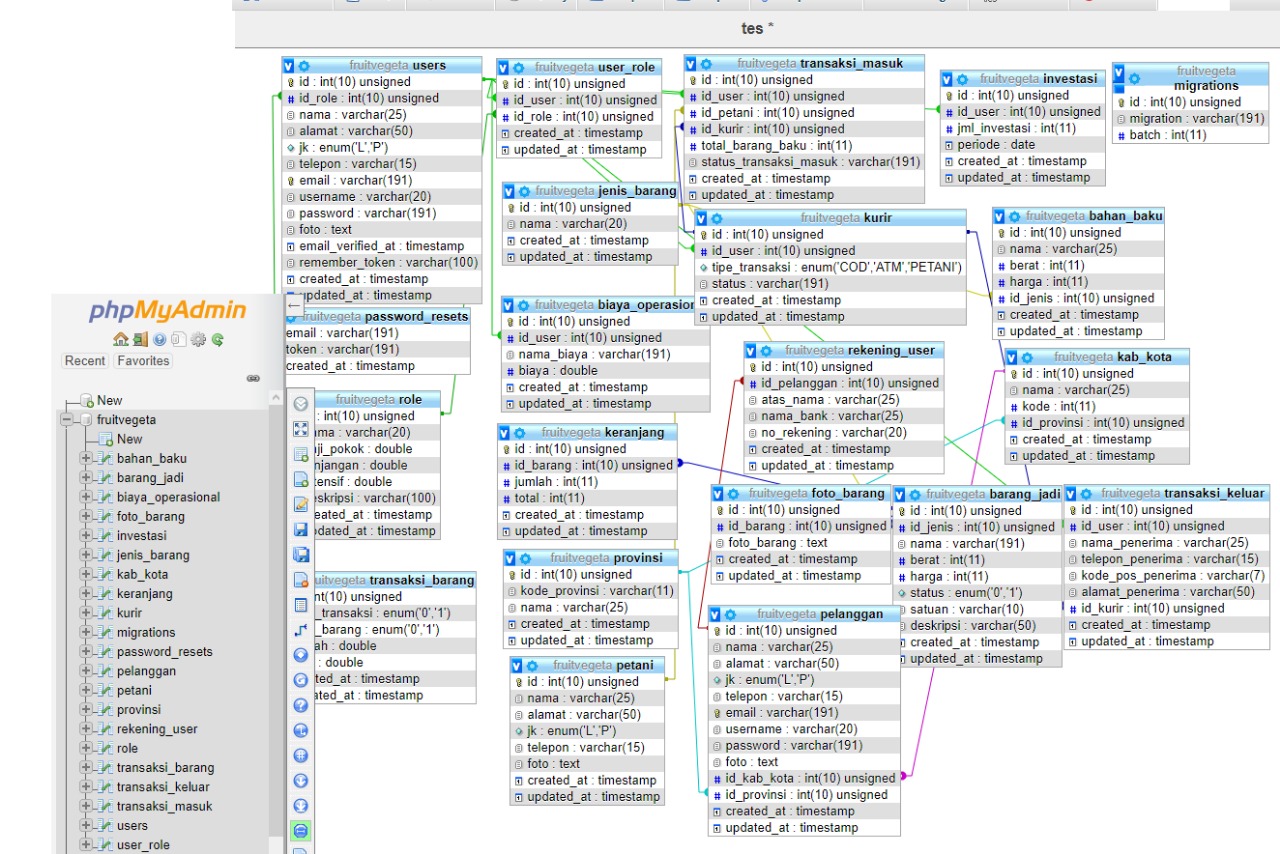 tes *
fruitvegeta users
id : int(10) unsigned
id_role : int(10) unsigned
nama : varchar(25)
alamat : varchar(50)
jk : enum('L','P')
telepon : varchar(15)
email : varchar(191)
username : varchar(20)
password : varchar(191)
foto : text
email_verified_at : timestamp
remember_token : varchar(100)
created_at : timestamp
updated_at : timestamp
fruitvegeta user_role
id : int(10) unsigned
id_user : int(10) unsigned
id_role : int(10) unsigned
created_at : timestamp
updated_at : timestamp
fruitvegeta transaksi_masuk
id : int(10) unsigned
id_user : int(10) unsigned
id_petani : int(10) unsigned
id_kurir : int(10) unsigned
total_barang_baku : int(11)
status_transaksi_masuk : varchar(191)
created_at : timestamp
updated_at : timestamp
fruitvegeta investasi
id : int(10) unsigned
id_user : int(10) unsigned
jml_investasi : int(11)
periode : date
created_at : timestamp
updated_at : timestamp
fruitvegeta
migrations
id : int(10) unsigned
migration : varchar(191)
batch : int(11)
fruitvegeta jenis_barang
id : int(10) unsigned
nama : varchar(20)
created_at : timestamp
updated_at : timestamp
fruitvegeta kurir
id : int(10) unsigned
id_user : int(10) unsigned
tipe_transaksi : enum('COD','ATM','PETANI')
status : varchar(191)
created_at : timestamp
updated_at : timestamp
fruitvegeta bahan_baku
id : int(10) unsigned
nama : varchar(25)
berat : int(11)
harga : int(11)
id_jenis : int(10) unsigned
created_at : timestamp
updated_at : timestamp
fruitvegeta password_resets
email : varchar(191)
token : varchar(191)
created_at : timestamp
fruitvegeta biaya_operasion
id : int(10) unsigned
id_user : int(10) unsigned
nama_biaya : varchar(191)
biaya : double
created_at : timestamp
updated_at : timestamp
fruitvegeta rekening_user
id : int(10) unsigned
id_pelanggan : int(10) unsigned
atas_nama : varchar(25)
nama_bank : varchar(25)
no_rekening : varchar(20)
created_at : timestamp
updated_at : timestamp
fruitvegeta kab_kota
id : int(10) unsigned
nama : varchar(25)
kode : int(11)
id_provinsi : int(10) unsigned
created_at : timestamp
updated_at : timestamp
fruitvegeta role
: int(10) unsigned
ma : varchar(20)
ji_pokok : double
njangan : double
ensif : double
eskripsi : varchar(100)
eated_at : timestamp
pdated_at : timestamp
fruitvegeta keranjang
id : int(10) unsigned
id_barang : int(10) unsigned
jumlah : int(11)
total : int(11)
created_at : timestamp
updated_at : timestamp
fruitvegeta foto_barang
id : int(10) unsigned
id_barang : int(10) unsigned
foto_barang : text
created_at : timestamp
updated_at : timestamp
fruitvegeta barang_jadi
id : int(10) unsigned
id_jenis : int(10) unsigned
nama : varchar(191)
berat : int(11)
harga : int(11)
status : enum('0','1')
satuan : varchar(10)
deskripsi : varchar(50)
created_at : timestamp
updated_at : timestamp
fruitvegeta transaksi_keluar
id : int(10) unsigned
id_user : int(10) unsigned
nama_penerima : varchar(25)
telepon_penerima : varchar(15)
kode_pos_penerima : varchar(7)
alamat_penerima : varchar(50)
id_kurir : int(10) unsigned
created_at : timestamp
updated_at : timestamp
fruitvegeta provinsi
id : int(10) unsigned
kode_provinsi : varchar(11)
nama : varchar(25)
created_at : timestamp
updated_at : timestamp
uitvegeta transaksi_barang
nt(10) unsigned
_transaksi : enum('0','1')
_barang : enum('0','1')
ah : double
: double
ted_at : timestamp
ated_at : timestamp
fruitvegeta petani
id : int(10) unsigned
nama : varchar(25)
alamat : varchar(50)
jk : enum('L','P')
telepon : varchar(15)
foto : text
created_at : timestamp
updated_at : timestamp
fruitvegeta pelanggan
id : int(10) unsigned
nama : varchar(25)
alamat : varchar(50)
jk : enum('L','P')
telepon : varchar(15)
email : varchar(191)
username : varchar(20)
password : varchar(191)
foto : text
id_kab_kota : int(10) unsigned
id_provinsi : int(10) unsigned
created_at : timestamp
updated_at : timestamp
phpMyAdmin
Recent Favorites
New
fruitvegeta
New
bahan_baku
barang_jadi
biaya_operasional
foto_barang
investasi
jenis_barang
kab_kota
keranjang
kurir
migrations
password_resets
pelanggan
petani
provinsi
rekening_user
role
transaksi_barang
transaksi_keluar
transaksi_masuk
users
user_role